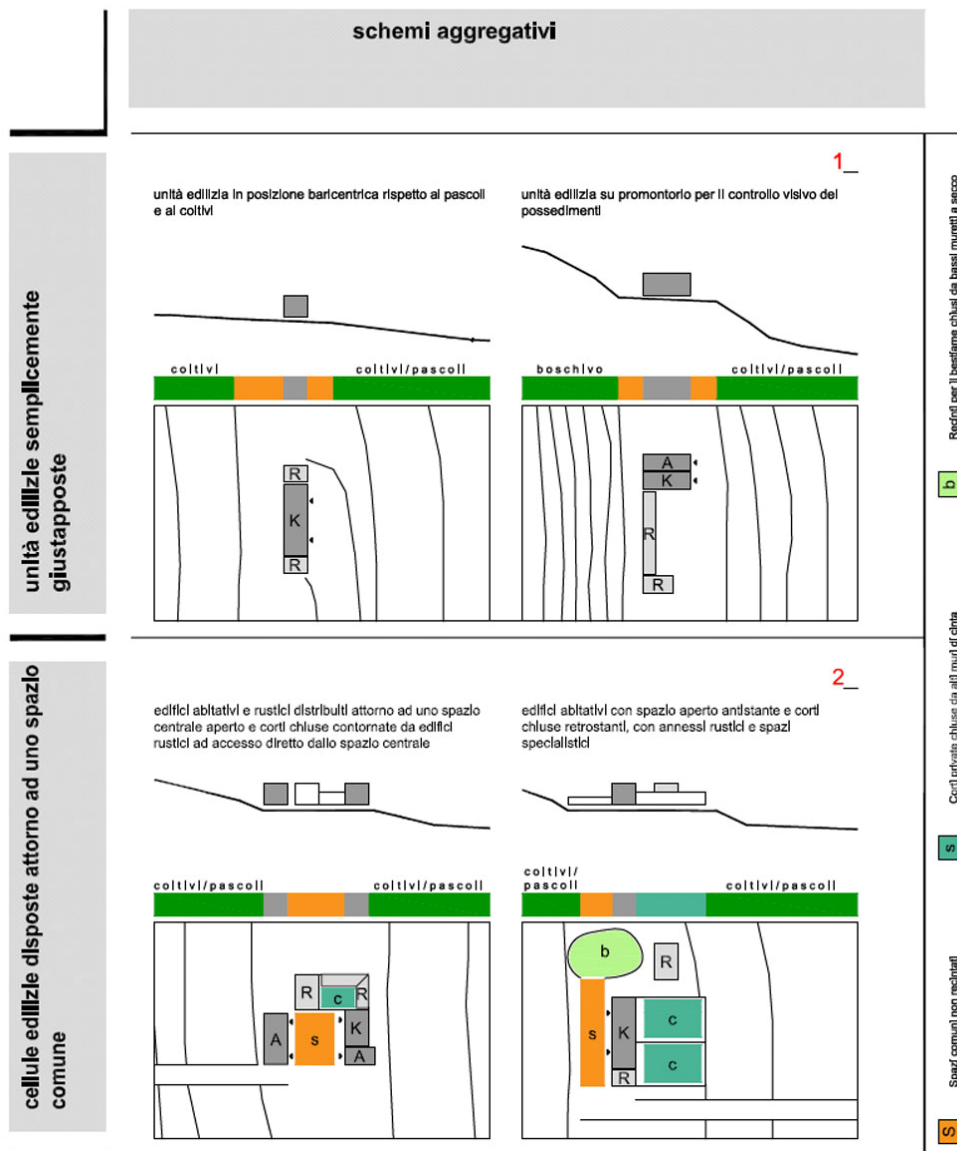 schemi aggregativi
unità edilizie semplicemente
giustapposte
1_
unità edilizia in posizione baricentrica rispetto ai pascoli
e ai coltivi
unità edilizia su promontorio per il controllo visivo dei
possedimenti
coltivi
coltivi/pascoli
boschivo
coltivi/pascoli
R
K
R
A
K
R
R
cellule edilizie disposte attorno ad uno spazio
comune
2_
edifici abitativi e rustici distribuiti attorno ad uno spazio
centrale aperto e corti chiuse contornate da edifici
rustici ad accesso diretto dallo spazio centrale
edifici abitativi con spazio aperto antistante e corti
chiuse retrostanti, con annessi rustici e spazi
specialistici
coltivi/pascoli
coltivi/pascoli
coltivi/
pascoli
coltivi/pascoli
R
c
R
A
s
K
A
b
R
s
K
c
c
R
b
Recinti per il bestiame chiusi da bassi muretti a secco
s
Corti private chiuse da alti muri di cinta
S
Spazi comuni non recintati